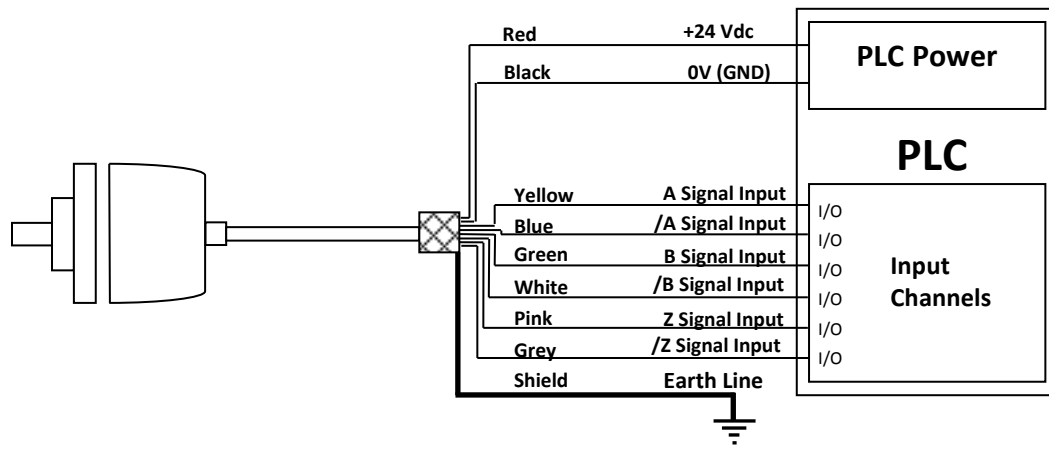 Red +24 Vdc
Black 0V (GND)
PLC Power
PLC
Yellow A Signal Input I/O
Blue /A Signal Input I/O
Green B Signal Input I/O
White /B Signal Input I/O
Pink Z Signal Input I/O
Grey /Z Signal Input I/O
Input
Channels
Shield Earth Line